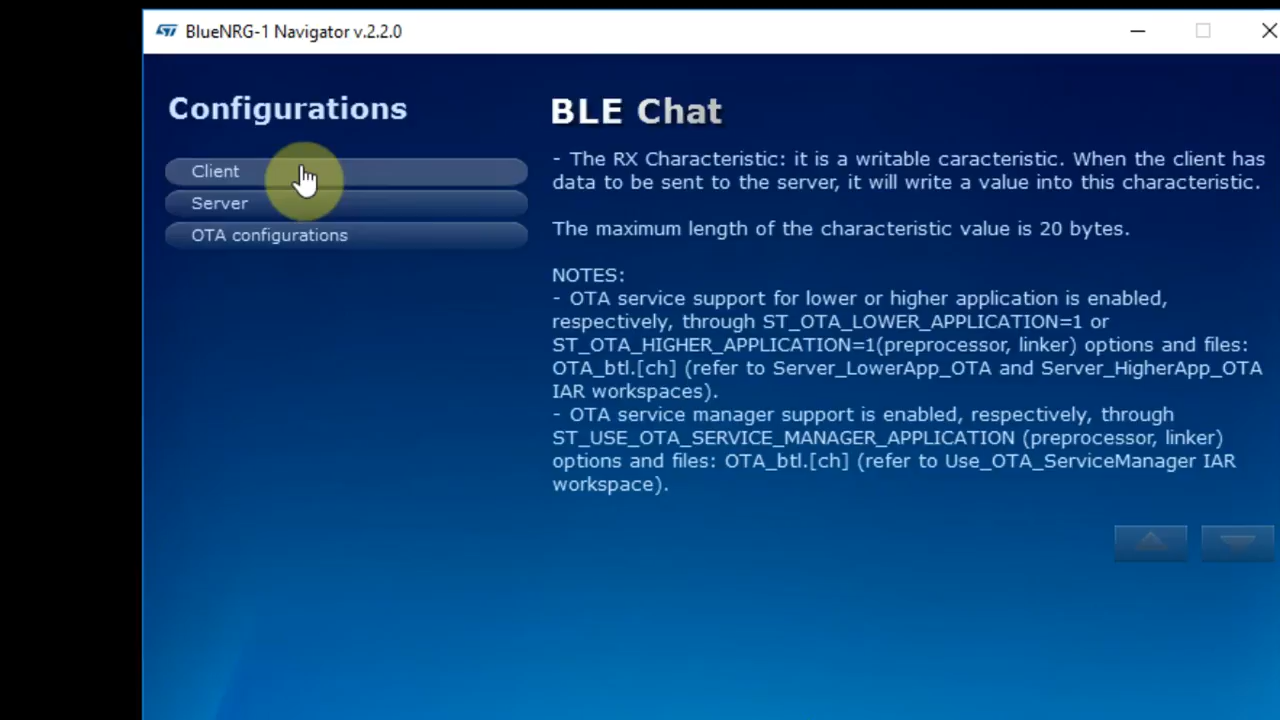 ST BlueNRG-1 Navigator v.2.2.0
Configurations
Client
Server
OTA configurations
BLE Chat
- The RX Characteristic: it is a writable caracteristic. When the client has
data to be sent to the server, it will write a value into this characteristic.
The maximum length of the characteristic value is 20 bytes.
NOTES:
- OTA service support for lower or higher application is enabled,
respectively, through ST_OTA_LOWER_APPLICATION=1 or
ST_OTA_HIGHER_APPLICATION=1(preprocessor, linker) options and files:
OTA_btl.[ch] (refer to Server_LowerApp_OTA and Server_HigherApp_OTA
IAR workspaces).
- OTA service manager support is enabled, respectively, through
ST_USE_OTA_SERVICE_MANAGER_APPLICATION (preprocessor, linker)
options and files: OTA_btl.[ch] (refer to Use_OTA_ServiceManager IAR
workspace).